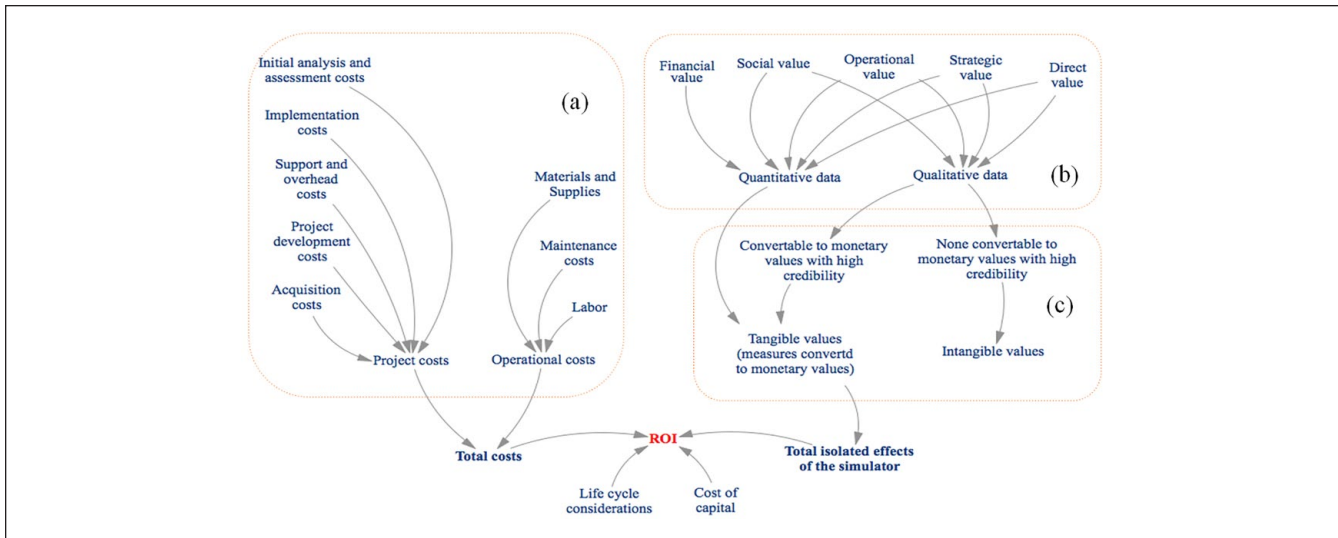 Initial analysis and
assessment costs
(a)
Implementation
costs
Support and
overhead
costs
Project
development
costs
Acquisition
costs
Materials and
Supplies
Maintenance
costs
Labor
Project costs
Operational costs
Financial
value
Social value
Operational
value
Strategic
value
Direct
value
Quantitative data
Qualitative data
(b)
Convertable to monetary
values with high
credibility
None convertable to
monetary values with high
credibility
(c)
Tangible values
(measures convertd
to monetary values)
Intangible values
Total costs
ROI
Total isolated effects
of the simulator
Life cycle
considerations
Cost of
capital